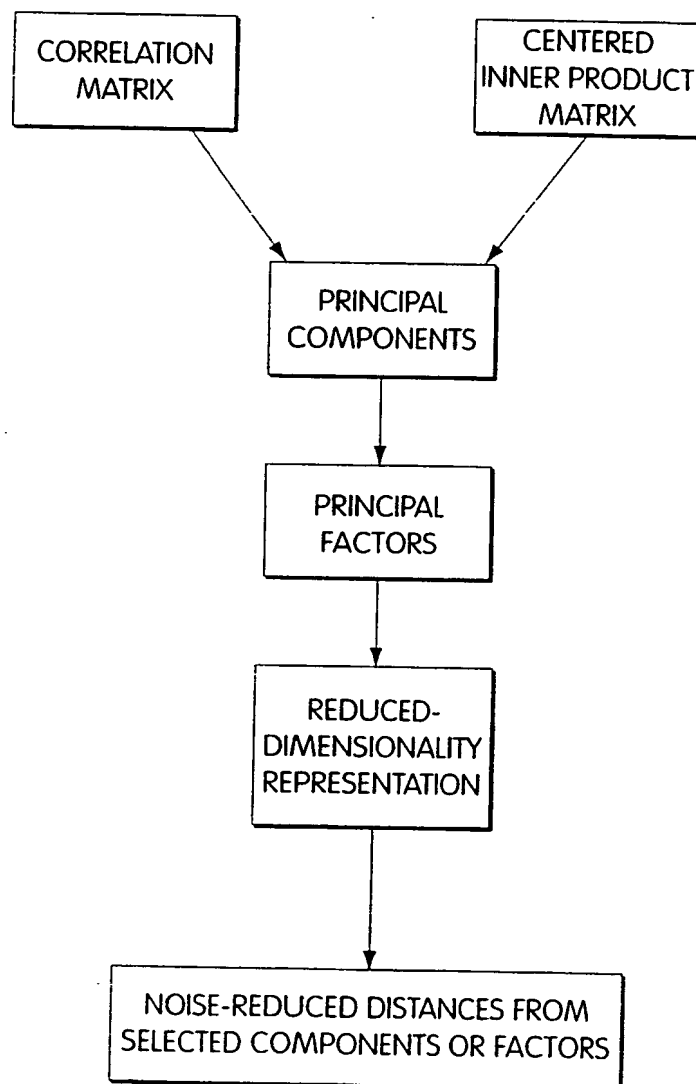 CORRELATION
MATRIX
CENTERED
INNER PRODUCT
MATRIX
PRINCIPAL
COMPONENTS
PRINCIPAL
FACTORS
REDUCED-
DIMENSIONALITY
REPRESENTATION
NOISE-REDUCED DISTANCES FROM
SELECTED COMPONENTS OR FACTORS